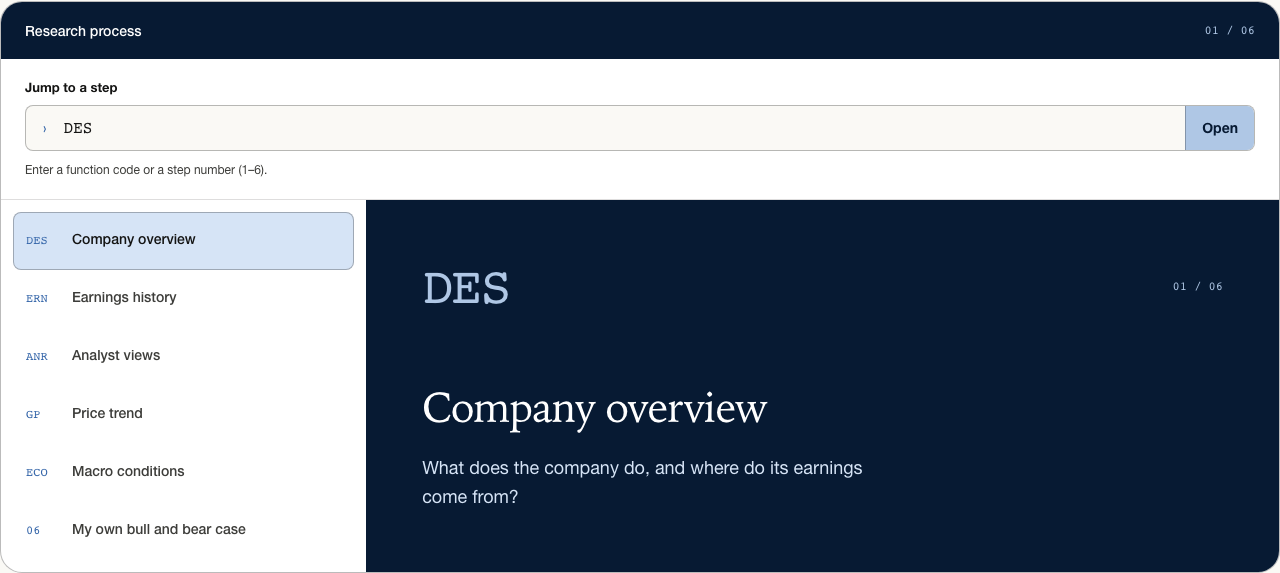 Research process
01 / 06
Jump to a step
› DES
Open
Enter a function code or a step number (1–6).
DES Company overview
ERN Earnings history
ANR Analyst views
GP Price trend
ECO Macro conditions
06 My own bull and bear case
DES
01 / 06
Company overview
What does the company do, and where do its earnings
come from?